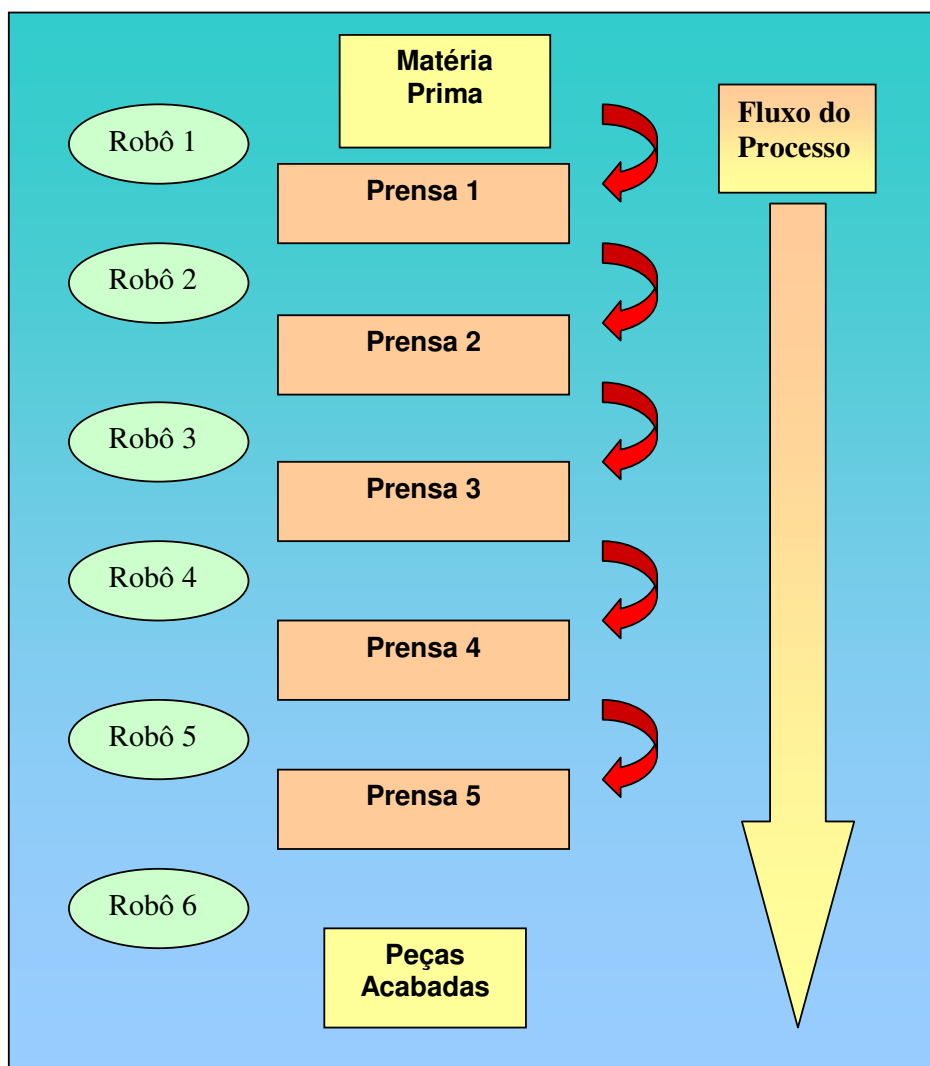 Matéria
Prima
Fluxo do
Processo
Robô 1
Prensa 1
Robô 2
Prensa 2
Robô 3
Prensa 3
Robô 4
Prensa 4
Robô 5
Prensa 5
Robô 6
Peças
Acabadas